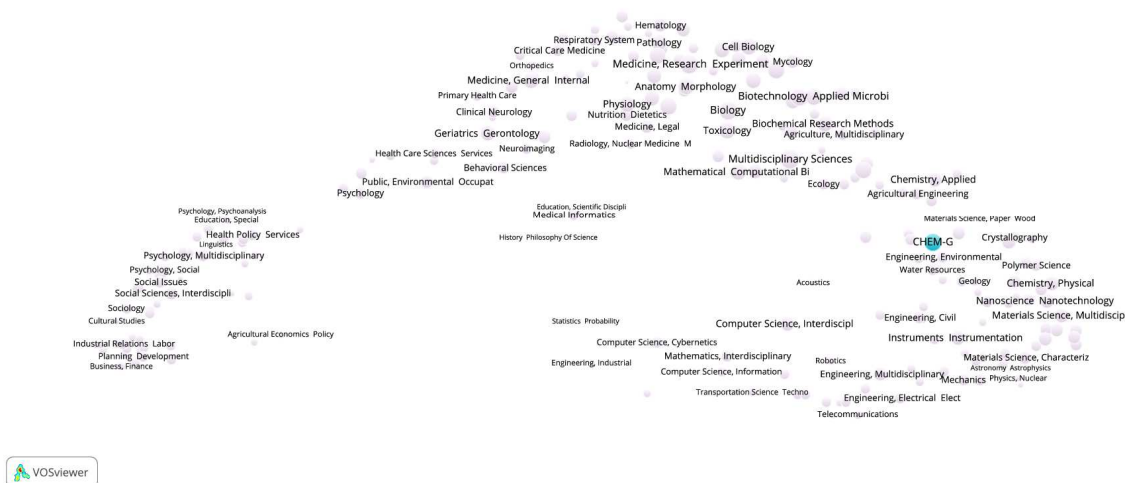 Hematology
Respiratory System Pathology
Critical Care Medicine
Cell Biology
Orthopedics
Medicine, Research Experiment Mycology
Medicine, General Internal
Anatomy Morphology
Primary Health Care
Biotechnology Applied Microbi
Physiology
Clinical Neurology
Nutrition Dietetics
Biology
Medicine, Legal
Toxicology
Biochemical Research Methods
Geriatrics Gerontology
Agriculture, Multidisciplinary
Radiology, Nuclear Medicine M
Health Care Sciences Services
Neuroimaging
Multidisciplinary Sciences
Behavioral Sciences
Mathematical Computational Bi
Public, Environmental Occupat
Ecology
Chemistry, Applied
Psychology
Agricultural Engineering
Education, Scientific Discipli
Psychology, Psychoanalysis
Medical Informatics
Education, Special
Materials Science, Paper Wood
Health Policy Services
History Philosophy Of Science
CHEM-G
Crystallography
Linguistics
Psychology, Multidisciplinary
Engineering, Environmental
Psychology, Social
Water Resources
Polymer Science
Social Issues
Acoustics
Geology
Chemistry, Physical
Social Sciences, Interdiscipli
Nanoscience Nanotechnology
Sociology
Cultural Studies
Statistics Probability
Computer Science, Interdiscipl
Engineering, Civil
Materials Science, Multidiscip
Agricultural Economics Policy
Instruments Instrumentation
Industrial Relations Labor
Computer Science, Cybernetics
Planning Development
Engineering, Industrial
Mathematics, Interdisciplinary
Robotics
Materials Science, Characteriz
Business, Finance
Computer Science, Information
Engineering, Multidisciplinary
Astronomy Astrophysics
Mechanics Physics, Nuclear
Transportation Science Techno
Engineering, Electrical Elect
Telecommunications
VOSviewer